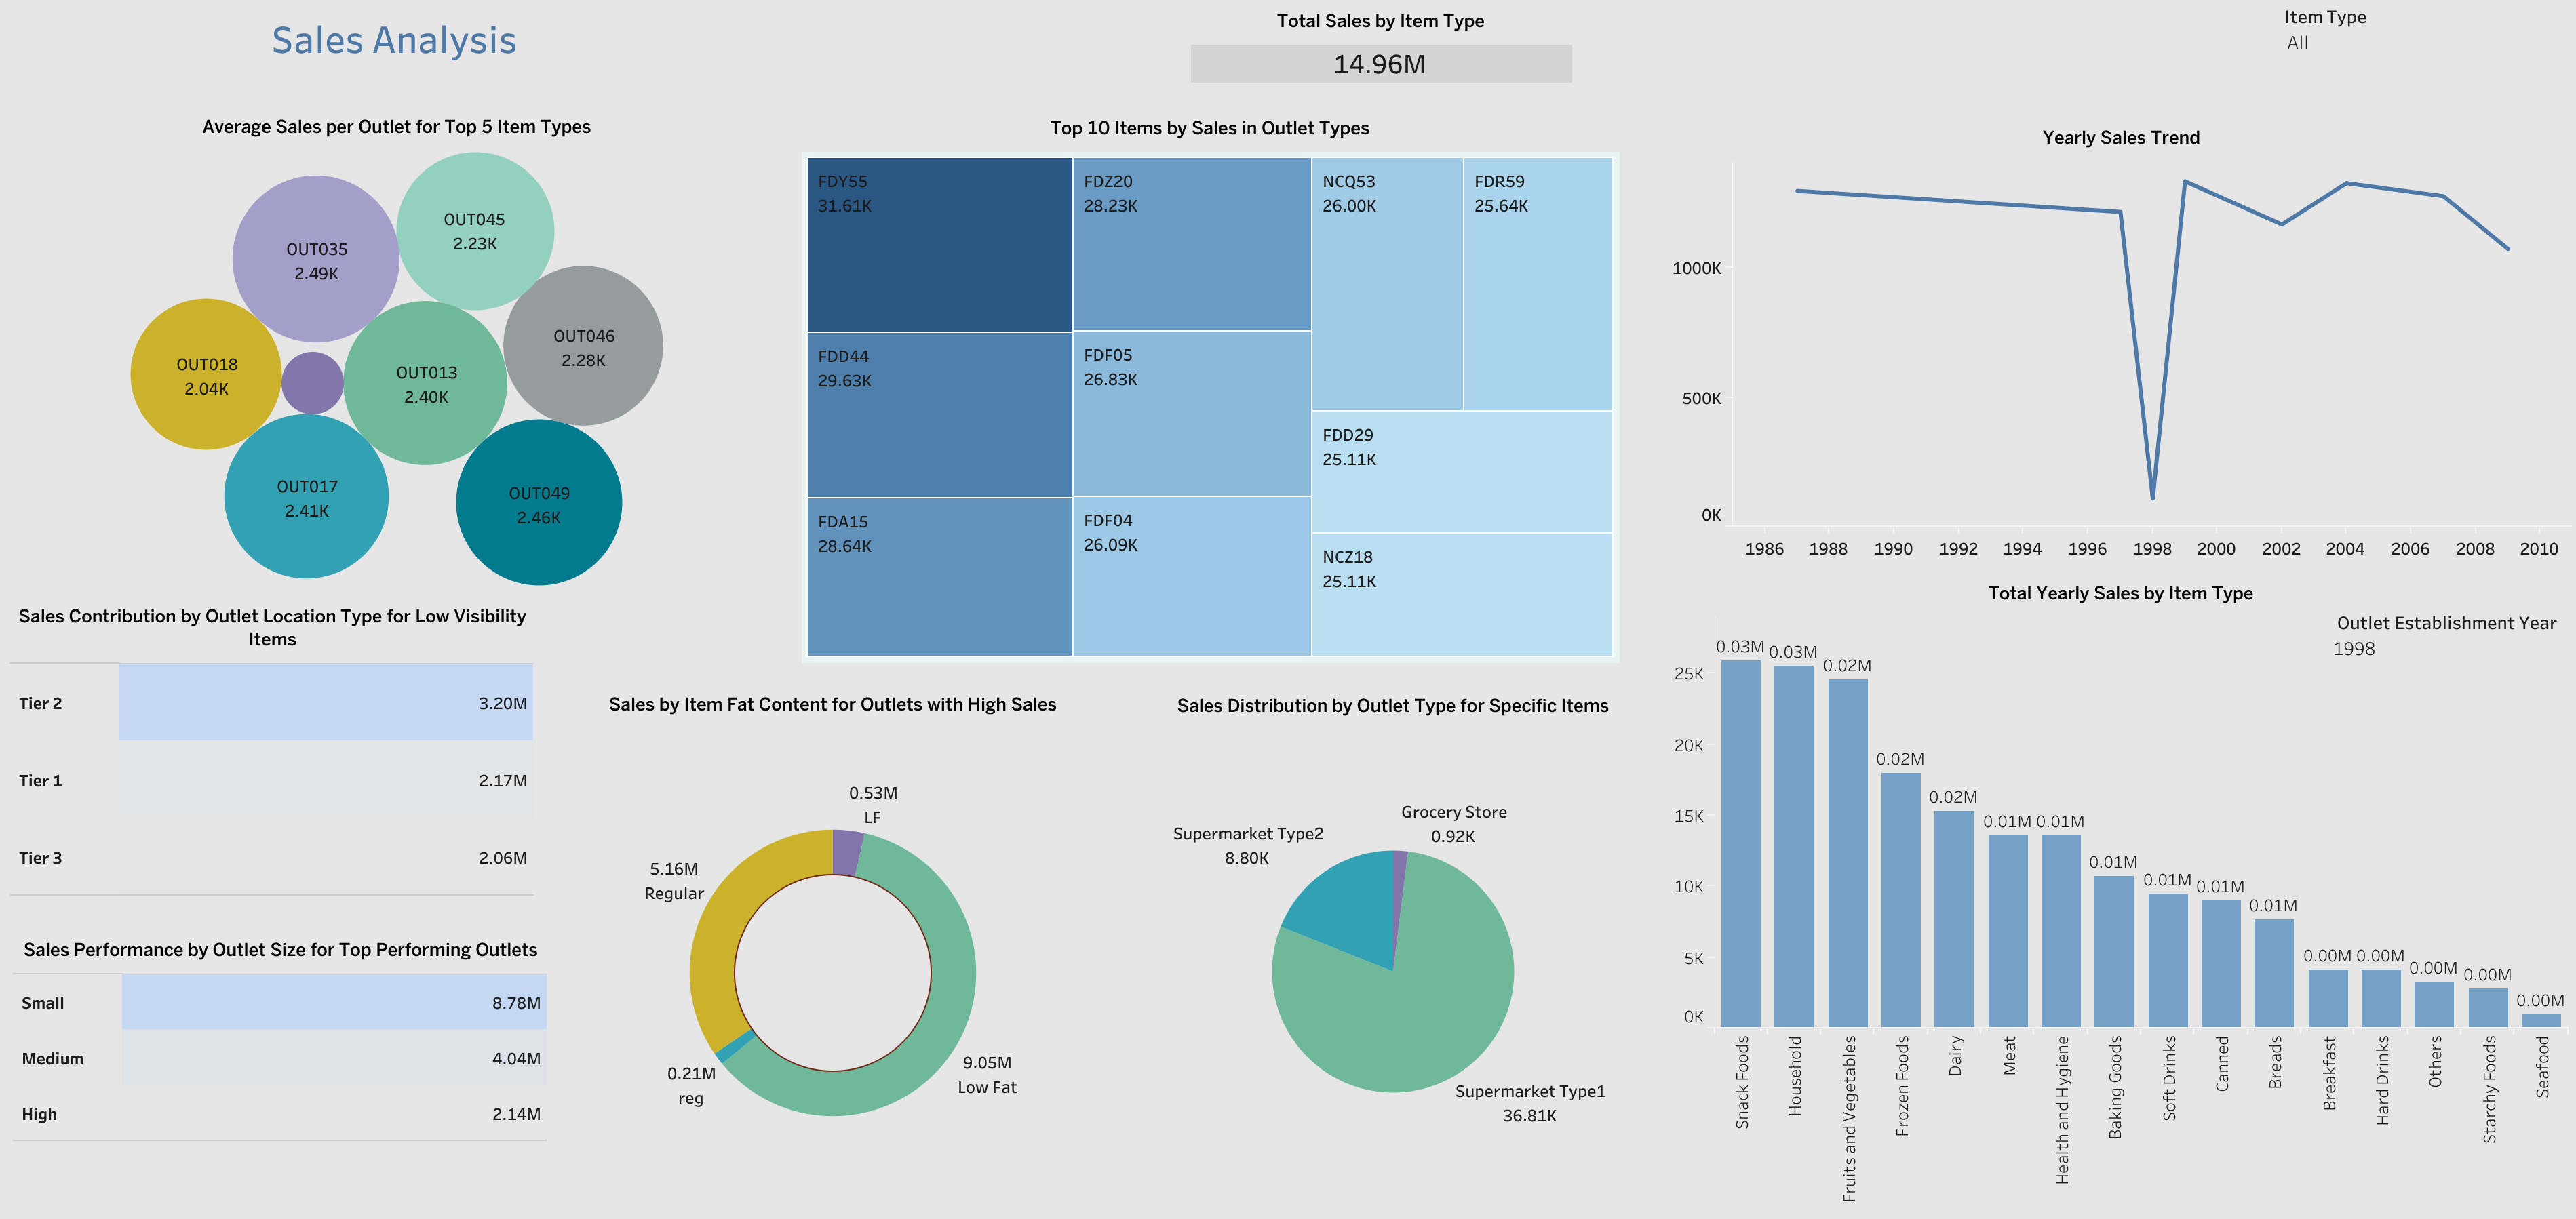 Sales Analysis
Total Sales by Item Type
14.96M
Item Type
All
Average Sales per Outlet for Top 5 Item Types
OUT035
2.49K
OUT045
2.23K
OUT046
2.28K
OUT018
2.04K
OUT013
2.40K
OUT017
2.41K
OUT049
2.46K
Top 10 Items by Sales in Outlet Types
FDY55
31.61K
FDD44
29.63K
FDA15
28.64K
FDZ20
28.23K
FDF05
26.83K
FDF04
26.09K
NCQ53
26.00K
FDR59
25.64K
FDD29
25.11K
NCZ18
25.11K
Yearly Sales Trend
1000K
500K
0K
1986 1988 1990 1992 1994 1996 1998 2000 2002 2004 2006 2008 2010
Sales Contribution by Outlet Location Type for Low Visibility
Items
Tier 2 3.20M
Tier 1 2.17M
Tier 3 2.06M
Sales Performance by Outlet Size for Top Performing Outlets
Small 8.78M
Medium 4.04M
High 2.14M
Sales by Item Fat Content for Outlets with High Sales
0.53M
LF
5.16M
Regular
0.21M
reg
9.05M
Low Fat
Sales Distribution by Outlet Type for Specific Items
Grocery Store
0.92K
Supermarket Type2
8.80K
Supermarket Type1
36.81K
Total Yearly Sales by Item Type
Outlet Establishment Year
1998
25K
20K
15K
10K
5K
0K
0.03M 0.03M 0.02M 0.02M 0.02M 0.01M 0.01M 0.01M 0.01M 0.01M 0.01M 0.00M 0.00M 0.00M 0.00M 0.00M
Snack Foods
Household
Fruits and Vegetables
Frozen Foods
Dairy
Meat
Health and Hygiene
Baking Goods
Soft Drinks
Canned
Breads
Breakfast
Hard Drinks
Others
Starchy Foods
Seafood